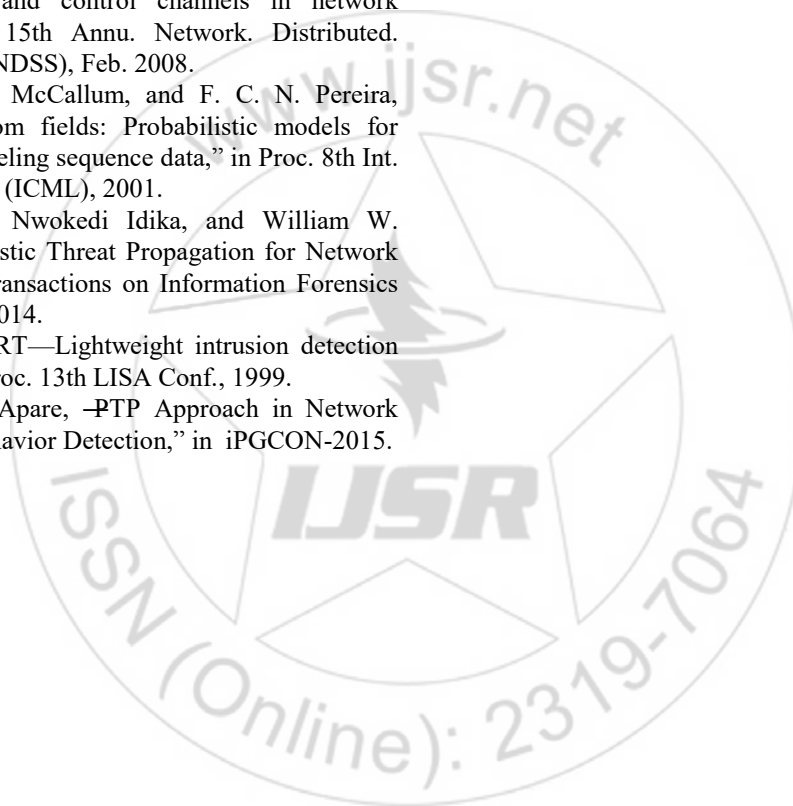 and control channels in network
15th Annu. Network. Distributed.
NDSS), Feb. 2008.
McCallum, and F. C. N. Pereira,
om fields: Probabilistic models for
eling sequence data,” in Proc. 8th Int.
(ICML), 2001.
Nwokedi Idika, and William W.
istic Threat Propagation for Network
ransactions on Information Forensics
014.
RT—Lightweight intrusion detection
roc. 13th LISA Conf., 1999.
Apare, ―PTP Approach in Network
havior Detection,” in iPGCON-2015.
www.ijsr.net
IJSR
ISSN (Online): 2319-7064